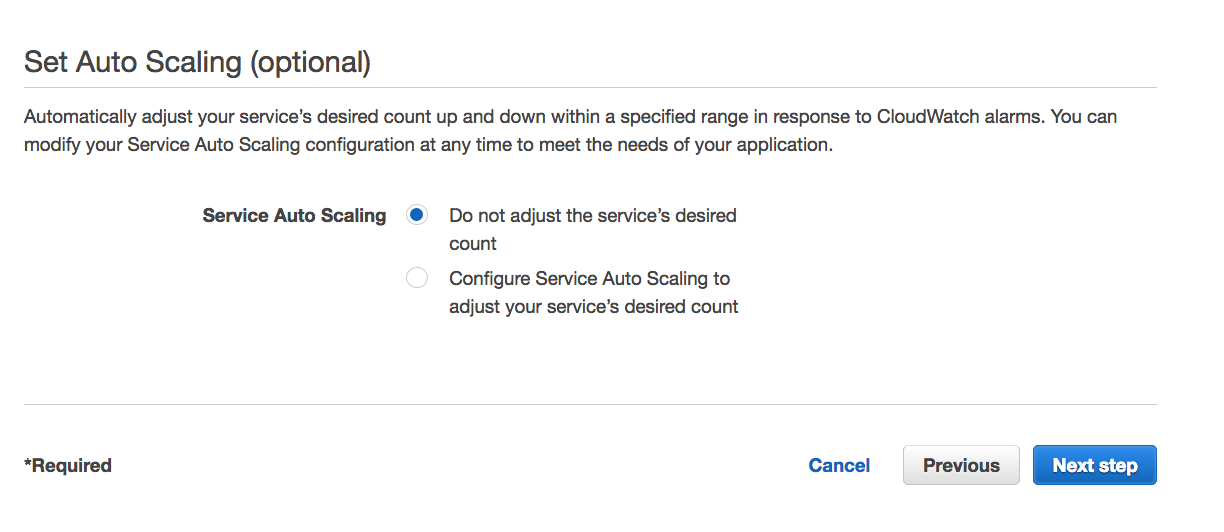 Set Auto Scaling (optional)
Automatically adjust your service’s desired count up and down within a specified range in response to CloudWatch alarms. You can
modify your Service Auto Scaling configuration at any time to meet the needs of your application.
Service Auto Scaling
Do not adjust the service’s desired
count
Configure Service Auto Scaling to
adjust your service’s desired count
*Required
Cancel
Previous
Next step